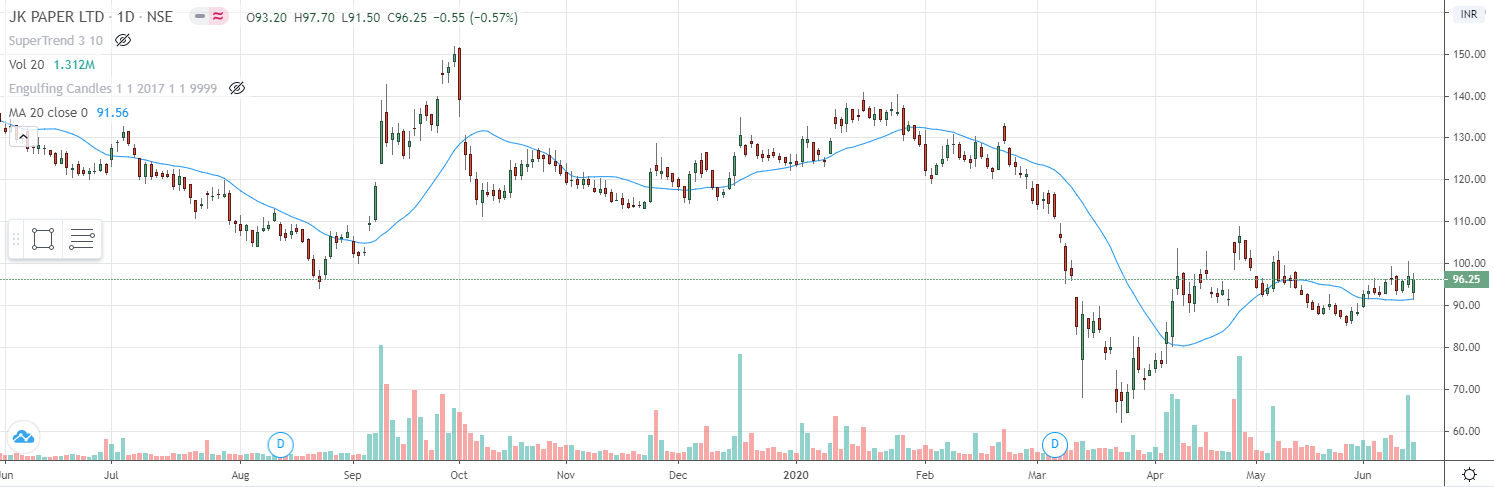 JK PAPER LTD · 1D · NSE O93.20 H97.70 L91.50 C96.25 −0.55 (−0.57%)
INR
SuperTrend 3 10
Vol 20 1.312M
Engulfing Candles 1 1 2017 1 1 9999
MA 20 close 0 91.56
150.00
140.00
130.00
120.00
110.00
100.00
96.25
90.00
80.00
70.00
60.00
D D
Jun Jul Aug Sep Oct Nov Dec 2020 Feb Mar Apr May Jun